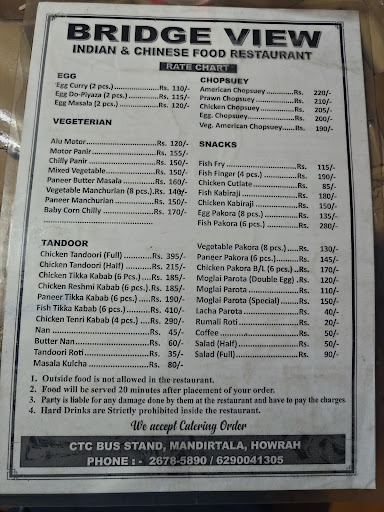 BRIDGE VIEW
INDIAN & CHINESE FOOD RESTAURANT
RATE CHART
EGG
Egg Curry (2 pcs.) Rs. 110/-
Egg Do-Piyaza (2 pcs.) Rs. 115/-
Egg Masala (2 pcs.) Rs. 120/-
VEGETERIAN
Alu Motor Rs. 120/-
Motor Panir Rs. 155/-
Chilly Panir Rs. 150/-
Mixed Vegetable Rs. 150/-
Paneer Butter Masala Rs. 160/-
Vegetable Manchurian (8 pcs.) Rs. 140/-
Paneer Manchurian Rs. 150/-
Baby Corn Chilly Rs. 170/-
TANDOOR
Chicken Tandoori (Full) Rs. 395/-
Chicken Tandoori (Half) Rs. 215/-
Chicken Tikka Kabab (6 Pcs.) Rs. 185/-
Chicken Reshmi Kabab (6 pcs.) Rs. 185/-
Paneer Tikka Kabab (6 pcs.) Rs. 190/-
Fish Tikka Kabab (6 pcs.) Rs. 410/-
Chicken Tenri Kabab (4 pcs.) Rs. 290/-
Nan Rs. 45/-
Butter Nan Rs. 60/-
Tandoori Roti Rs. 35/-
Masala Kulcha Rs. 80/-
CHOPSUEY
American Chopsuey Rs. 220/-
Prawn Chopsuey Rs. 210/-
Chicken Chopsuey Rs. 205/-
Egg. Chopsuey Rs. 200/-
Veg. American Chopsuey Rs. 190/-
SNACKS
Fish Fry Rs. 115/-
Fish Finger (4 pcs.) Rs. 190/-
Chicken Cutlate Rs. 85/-
Fish Kabiraji Rs. 180/-
Chicken Kabiraji Rs. 150/-
Egg Pakora (8 pcs.) Rs. 135/-
Fish Pakora (6 pcs.) Rs. 280/-
Vegetable Pakora (8 pcs.) Rs. 130/-
Paneer Pakora (6 pcs.) Rs. 145/-
Chicken Pakora B/L (6 pcs.) Rs. 170/-
Moglai Parota (Double Egg) Rs. 120/-
Moglai Parota Rs. 110/-
Moglai Parota (Special) Rs. 150/-
Lacha Parota Rs. 40/-
Rumali Roti Rs. 20/-
Coffee Rs. 50/-
Salad (Half) Rs. 50/-
Salad (Full) Rs. 90/-
1. Outside food is not allowed in the restaurant.
2. Food will be served 20 minutes after placement of your order.
3. Party is liable for any damage done by them at the restaurant and have to pay the charges
4. Hard Drinks are Strictly prohibited inside the restaurant.
We accept Catering Order
CTC BUS STAND, MANDIRTALA, HOWRAH
PHONE : - 2678-5890 / 6290041305